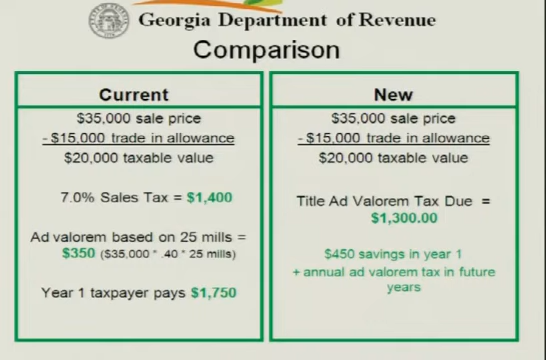 Georgia Department of Revenue
Comparison
Current
$35,000 sale price
- $15,000 trade in allowance
$20,000 taxable value
7.0% Sales Tax = $1,400
Ad valorem based on 25 mills =
$350 ($35,000 * .40 * 25 mills)
Year 1 taxpayer pays $1,750
New
$35,000 sale price
- $15,000 trade in allowance
$20,000 taxable value
Title Ad Valorem Tax Due =
$1,300.00
$450 savings in year 1
+ annual ad valorem tax in future
years